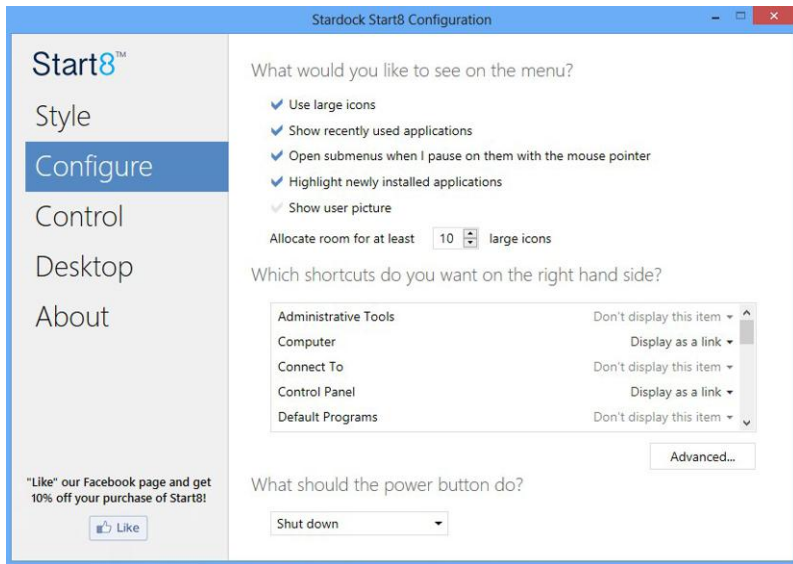 Stardock Start8 Configuration
Start8™
Style
Configure
Control
Desktop
About
"Like" our Facebook page and get
10% off your purchase of Start8!
Like
What would you like to see on the menu?
Use large icons
Show recently used applications
Open submenus when I pause on them with the mouse pointer
Highlight newly installed applications
Show user picture
Allocate room for at least 10 large icons
Which shortcuts do you want on the right hand side?
Administrative Tools Don't display this item
Computer Display as a link
Connect To Don't display this item
Control Panel Display as a link
Default Programs Don't display this item
Advanced...
What should the power button do?
Shut down